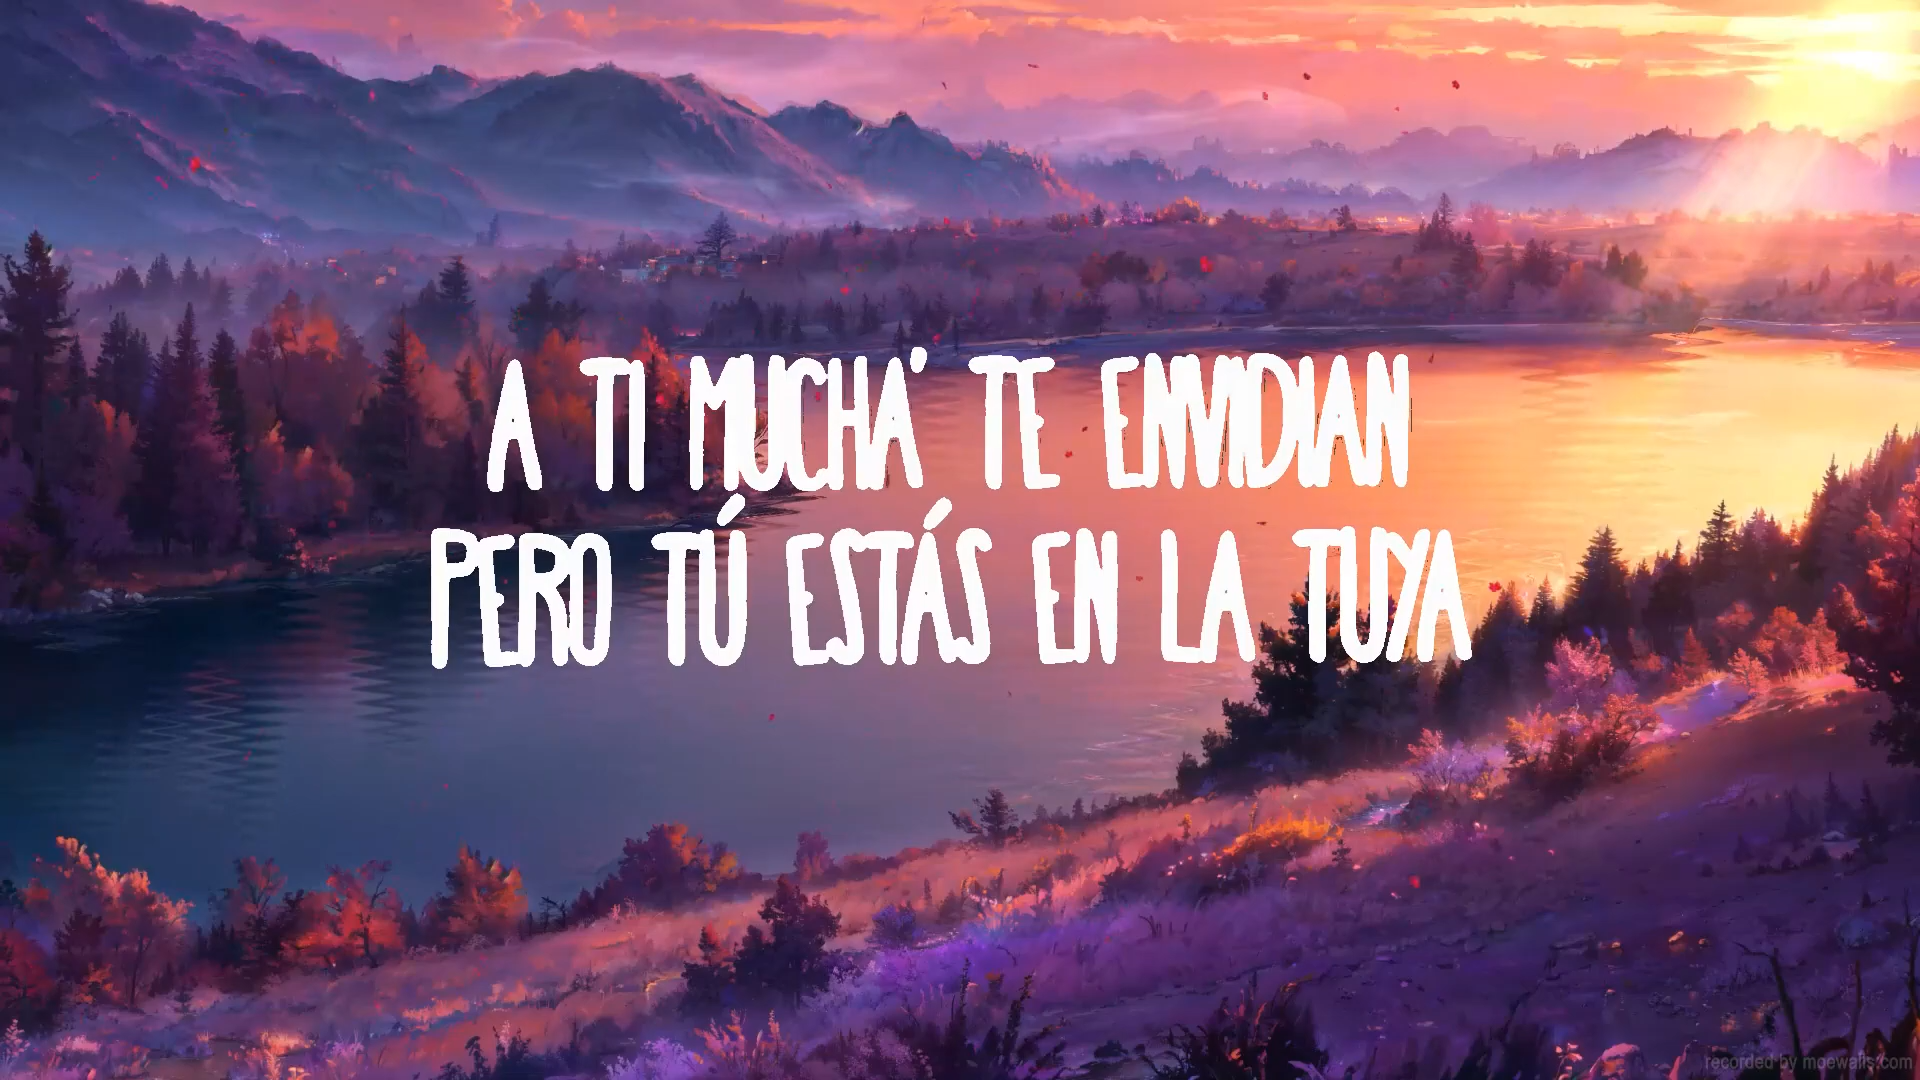 A TI MUCHA' TE ENVIDIAN
PERO TÚ ESTÁS EN LA TUYA
recorded by moewalls.com